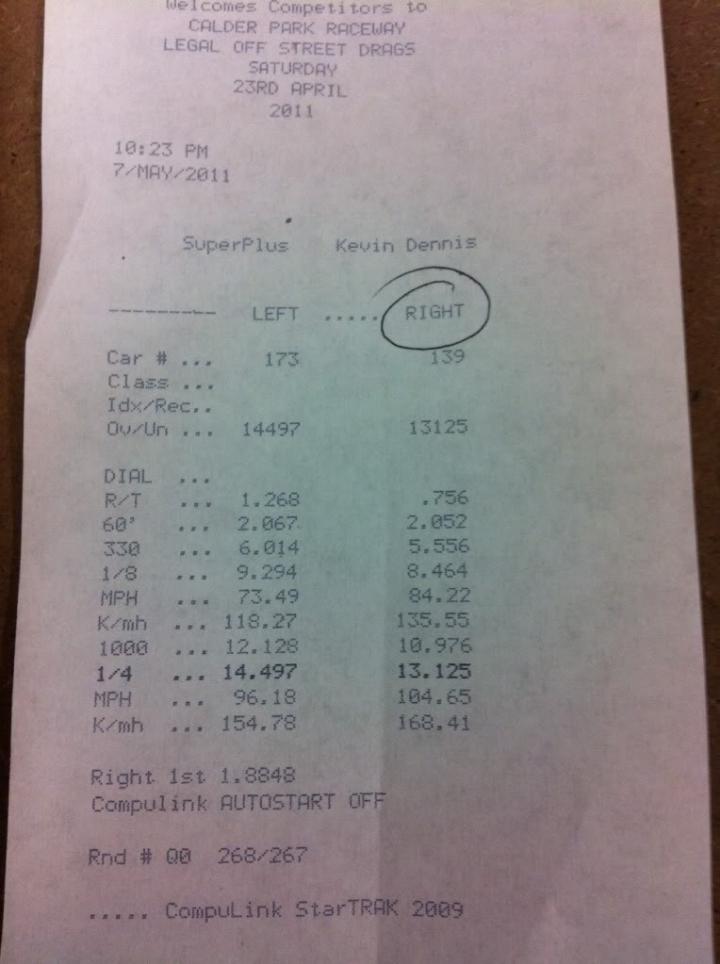 Welcomes Competitors to
CALDER PARK RACEWAY
LEGAL OFF STREET DRAGS
SATURDAY
23RD APRIL
2011
10:23 PM
7/MAY/2011
SuperPlus Kevin Dennis
--------- LEFT ..... RIGHT
Car # ... 173 139
Class ...
Idx/Rec..
Ov/Un ... 14497 13125
DIAL ...
R/T ... 1.268 .756
60' ... 2.067 2.052
330 ... 6.014 5.556
1/8 ... 9.294 8.464
MPH ... 73.49 84.22
K/mh ... 118.27 135.55
1000 ... 12.128 10.976
1/4 ... 14.497 13.125
MPH ... 96.18 104.65
K/mh ... 154.78 168.41
Right 1st 1.8848
Compulink AUTOSTART OFF
Rnd # Q0 268/267
..... CompuLink StarTRAK 2009